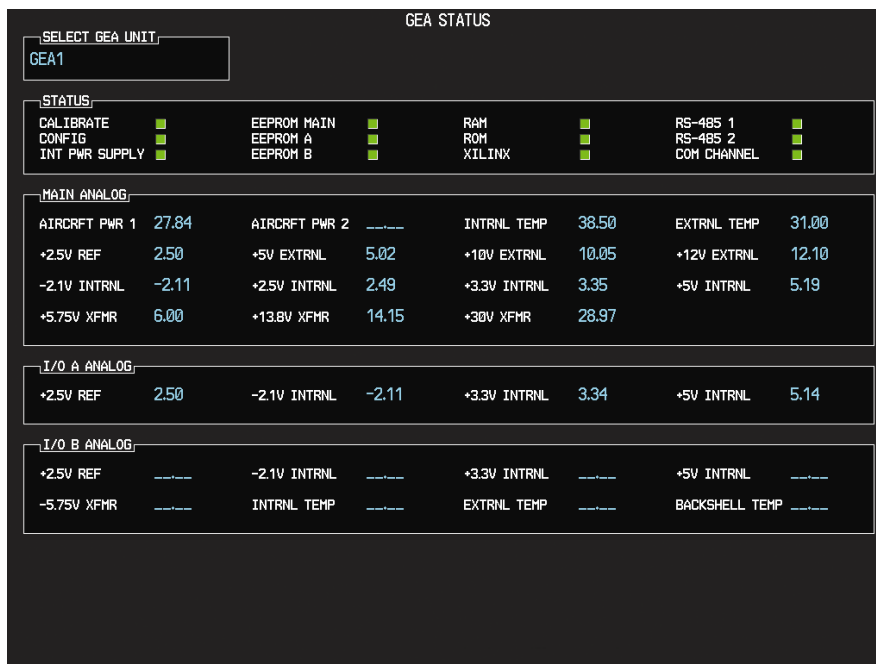 GEA STATUS
SELECT GEA UNIT
GEA1
STATUS
CALIBRATE EEPROM MAIN RAM RS-485 1
CONFIG EEPROM A ROM RS-485 2
INT PWR SUPPLY EEPROM B XILINX COM CHANNEL
MAIN ANALOG
AIRCRFT PWR 1 27.84 AIRCRFT PWR 2 __.__ INTRNL TEMP 38.50 EXTRNL TEMP 31.00
+2.5V REF 2.50 +5V EXTRNL 5.02 +10V EXTRNL 10.05 +12V EXTRNL 12.10
-2.1V INTRNL -2.11 +2.5V INTRNL 2.49 +3.3V INTRNL 3.35 +5V INTRNL 5.19
+5.75V XFMR 6.00 +13.8V XFMR 14.15 +30V XFMR 28.97
I/O A ANALOG
+2.5V REF 2.50 -2.1V INTRNL -2.11 +3.3V INTRNL 3.34 +5V INTRNL 5.14
I/O B ANALOG
+2.5V REF __.__ -2.1V INTRNL __.__ +3.3V INTRNL __.__ +5V INTRNL __.__
-5.75V XFMR __.__ INTRNL TEMP __.__ EXTRNL TEMP __.__ BACKSHELL TEMP __.__